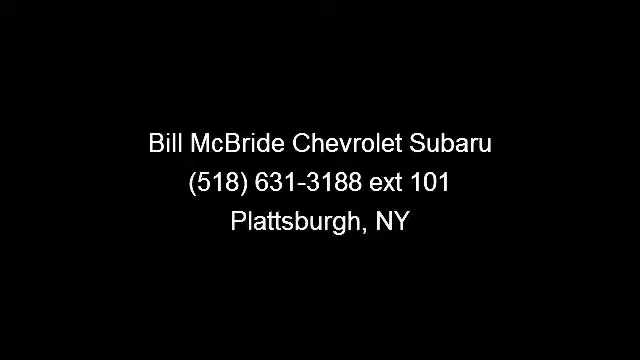 Bill McBride Chevrolet Subaru
(518) 631-3188 ext 101
Plattsburgh, NY